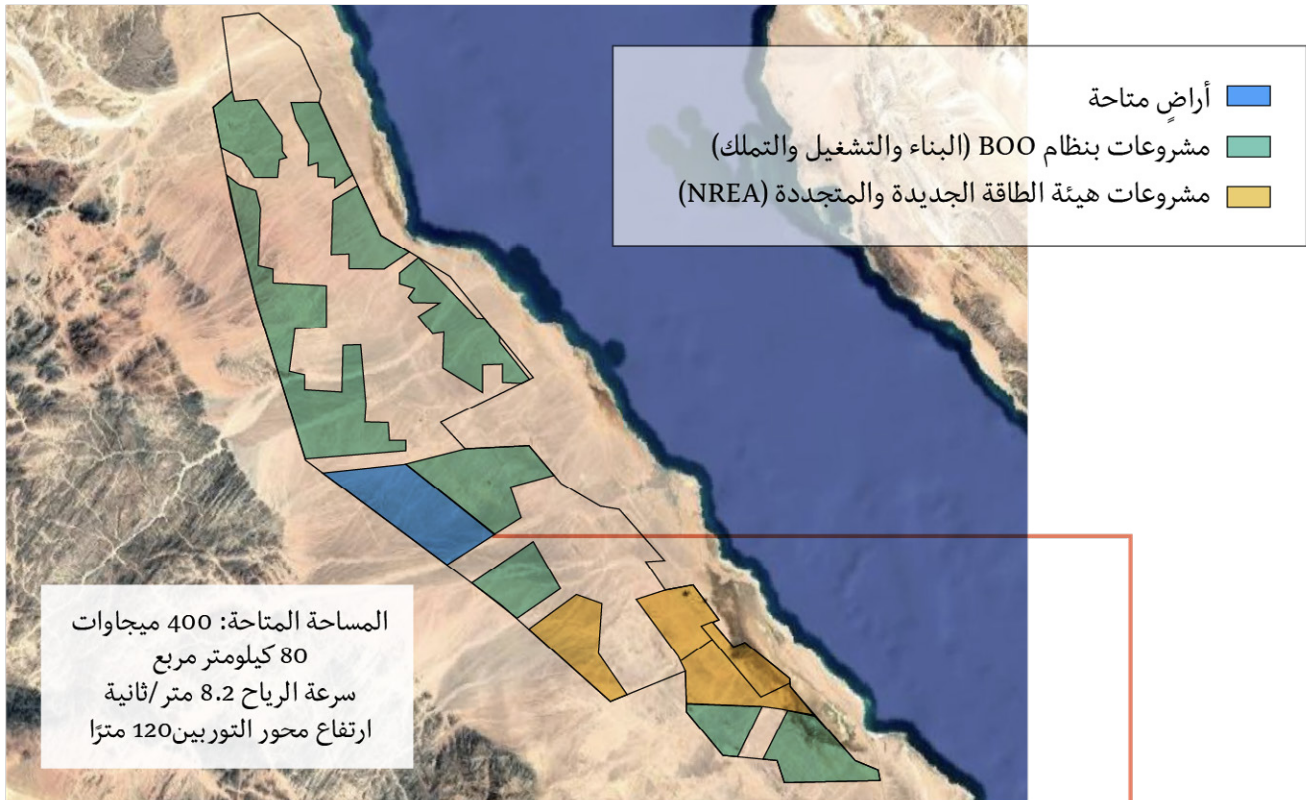 أراضٍ متاحة
مشروعات بنظام BOO (البناء والتشغيل والتملك)
مشروعات هيئة الطاقة الجديدة والمتجددة (NREA)
المساحة المتاحة: 400 ميجاوات
80 كيلومتر مربع
سرعة الرياح 8.2 متر/ثانية
ارتفاع محور التوربين120 مترًا